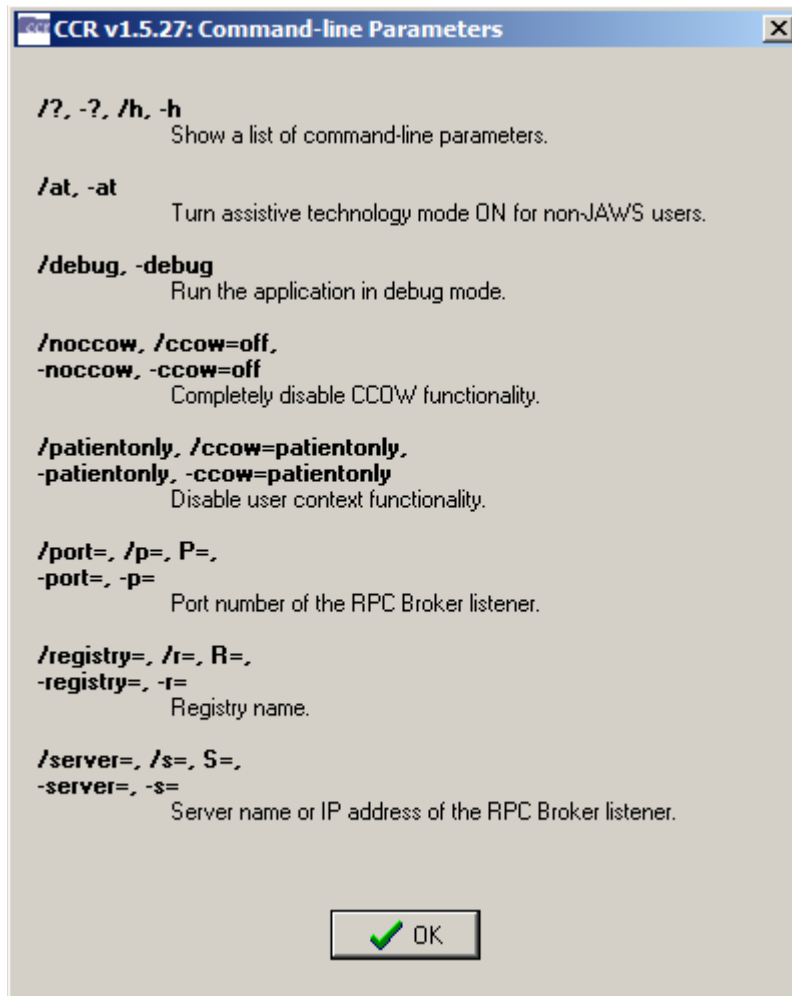 CCR CCR v1.5.27: Command-line Parameters
/?, -?, /h, -h
Show a list of command-line parameters.
/at, -at
Turn assistive technology mode ON for non-JAWS users.
/debug, -debug
Run the application in debug mode.
/noccow, /ccow=off,
-noccow, -ccow=off
Completely disable CCOW functionality.
/patientonly, /ccow=patientonly,
-patientonly, -ccow=patientonly
Disable user context functionality.
/port=, /p=, P=,
-port=, -p=
Port number of the RPC Broker listener.
/registry=, /r=, R=,
-registry=, -r=
Registry name.
/server=, /s=, S=,
-server=, -s=
Server name or IP address of the RPC Broker listener.
OK